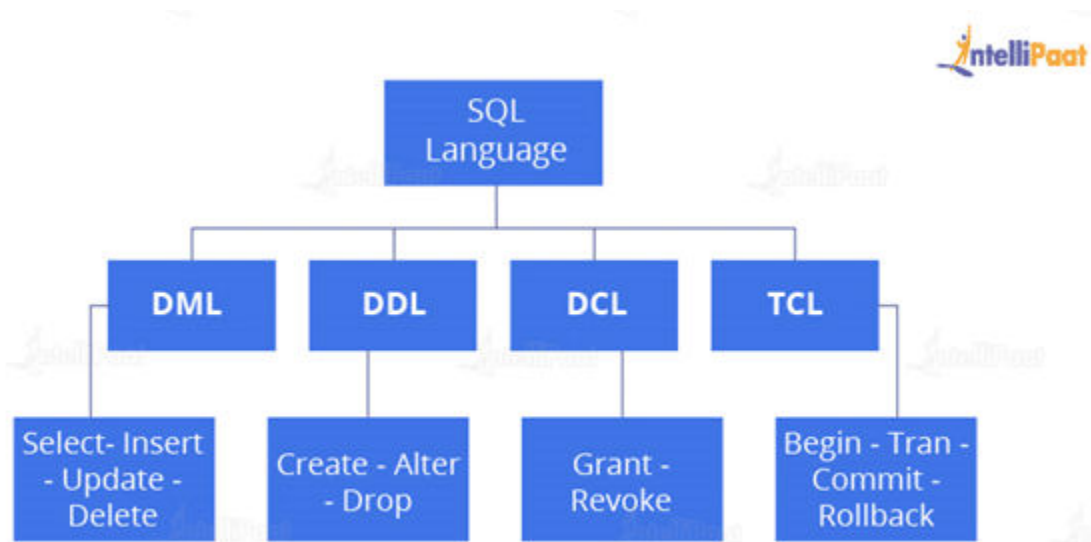 IntelliPaat
SQL
Language
DML
DDL
DCL
TCL
Select- Insert
- Update -
Delete
Create - Alter
- Drop
Grant -
Revoke
Begin - Tran -
Commit -
Rollback